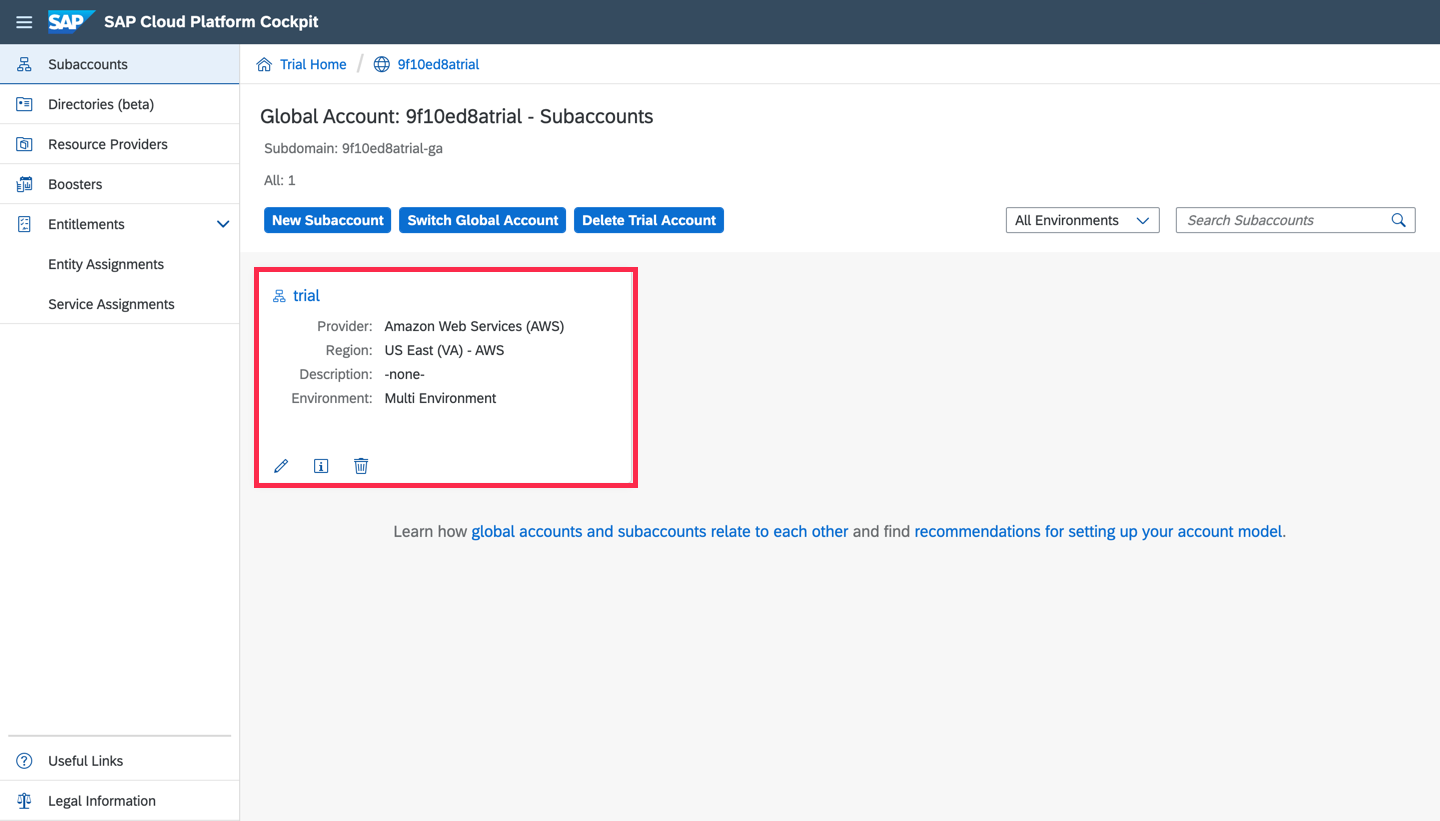 SAP SAP Cloud Platform Cockpit
Subaccounts
Directories (beta)
Resource Providers
Boosters
Entitlements
Entity Assignments
Service Assignments
Useful Links
Legal Information
Trial Home / 9f10ed8atrial
Global Account: 9f10ed8atrial - Subaccounts
Subdomain: 9f10ed8atrial-ga
All: 1
New Subaccount Switch Global Account Delete Trial Account All Environments Search Subaccounts
trial
Provider: Amazon Web Services (AWS)
Region: US East (VA) - AWS
Description: -none-
Environment: Multi Environment
Learn how global accounts and subaccounts relate to each other and find recommendations for setting up your account model.